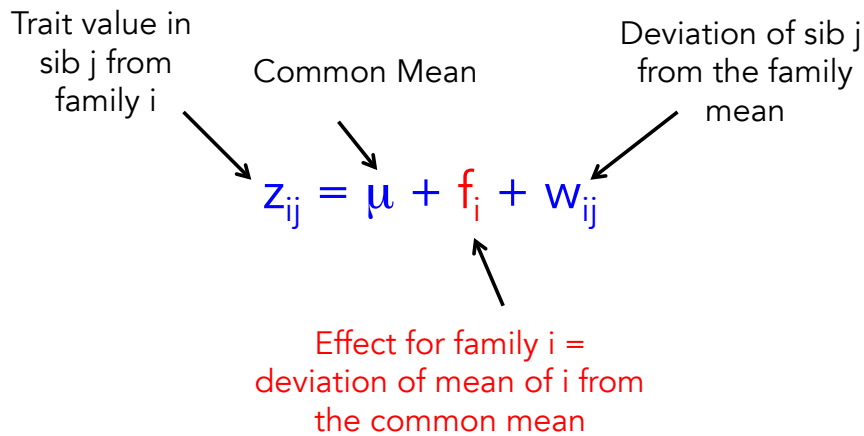 Trait value in
sib j from
family i
Common Mean
Deviation of sib j
from the family
mean
z_ij = μ + f_i + w_ij
Effect for family i =
deviation of mean of i from
the common mean